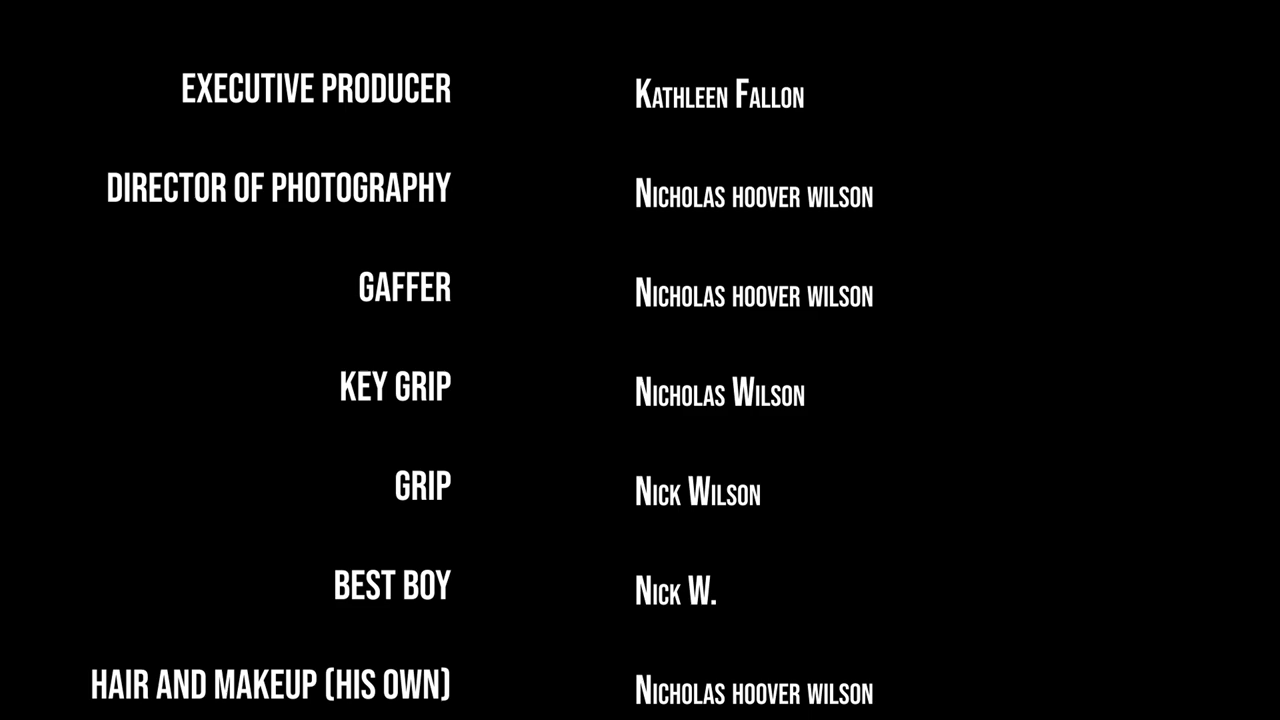 EXECUTIVE PRODUCER Kathleen Fallon
DIRECTOR OF PHOTOGRAPHY Nicholas hoover wilson
GAFFER Nicholas hoover wilson
KEY GRIP Nicholas Wilson
GRIP Nick Wilson
BEST BOY Nick W.
HAIR AND MAKEUP (HIS OWN) Nicholas hoover wilson